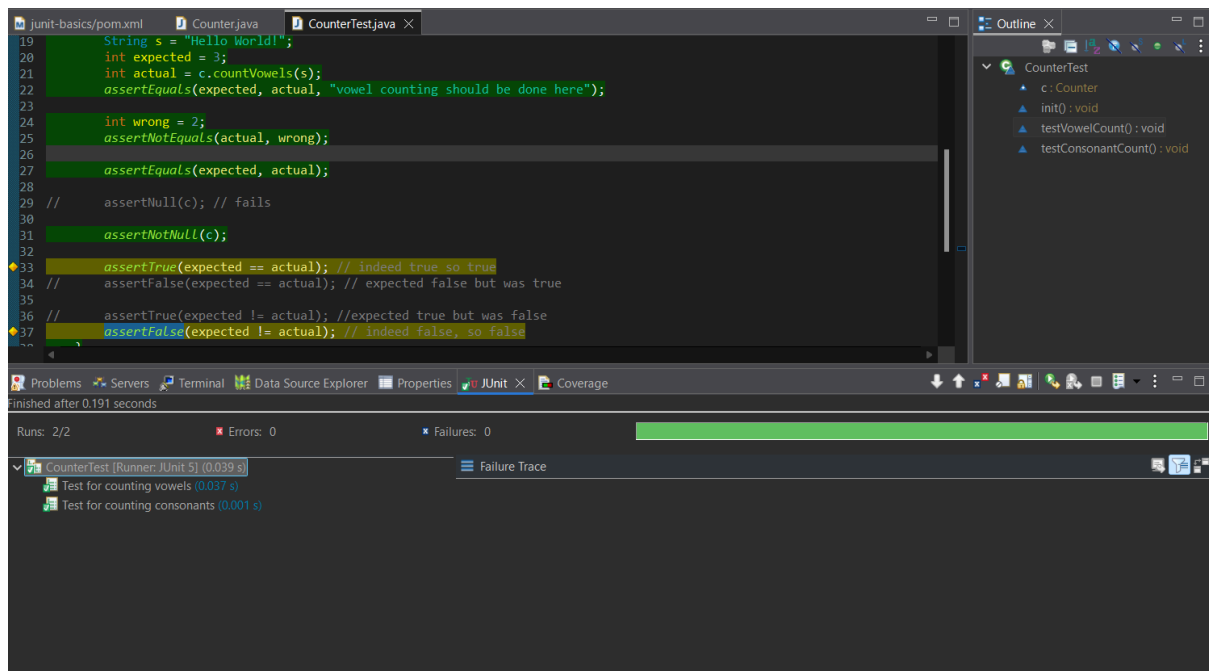 junit-basics/pom.xml Counter.java CounterTest.java
19 String s = "Hello World!";
20 int expected = 3;
21 int actual = c.countVowels(s);
22 assertEquals(expected, actual, "vowel counting should be done here");
23
24 int wrong = 2;
25 assertNotEquals(actual, wrong);
26
27 assertEquals(expected, actual);
28
29 // assertNull(c); // fails
30
31 assertNotNull(c);
32
33 assertTrue(expected == actual); // indeed true so true
34 // assertFalse(expected == actual); // expected false but was true
35
36 // assertTrue(expected != actual); //expected true but was false
37 assertFalse(expected != actual); // indeed false, so false
38 }
Outline
CounterTest
c : Counter
init() : void
testVowelCount() : void
testConsonantCount() : void
Problems Servers Terminal Data Source Explorer Properties JUnit Coverage
Finished after 0.191 seconds
Runs: 2/2 Errors: 0 Failures: 0
CounterTest [Runner: JUnit 5] (0.039 s)
Test for counting vowels (0.037 s)
Test for counting consonants (0.001 s)
Failure Trace